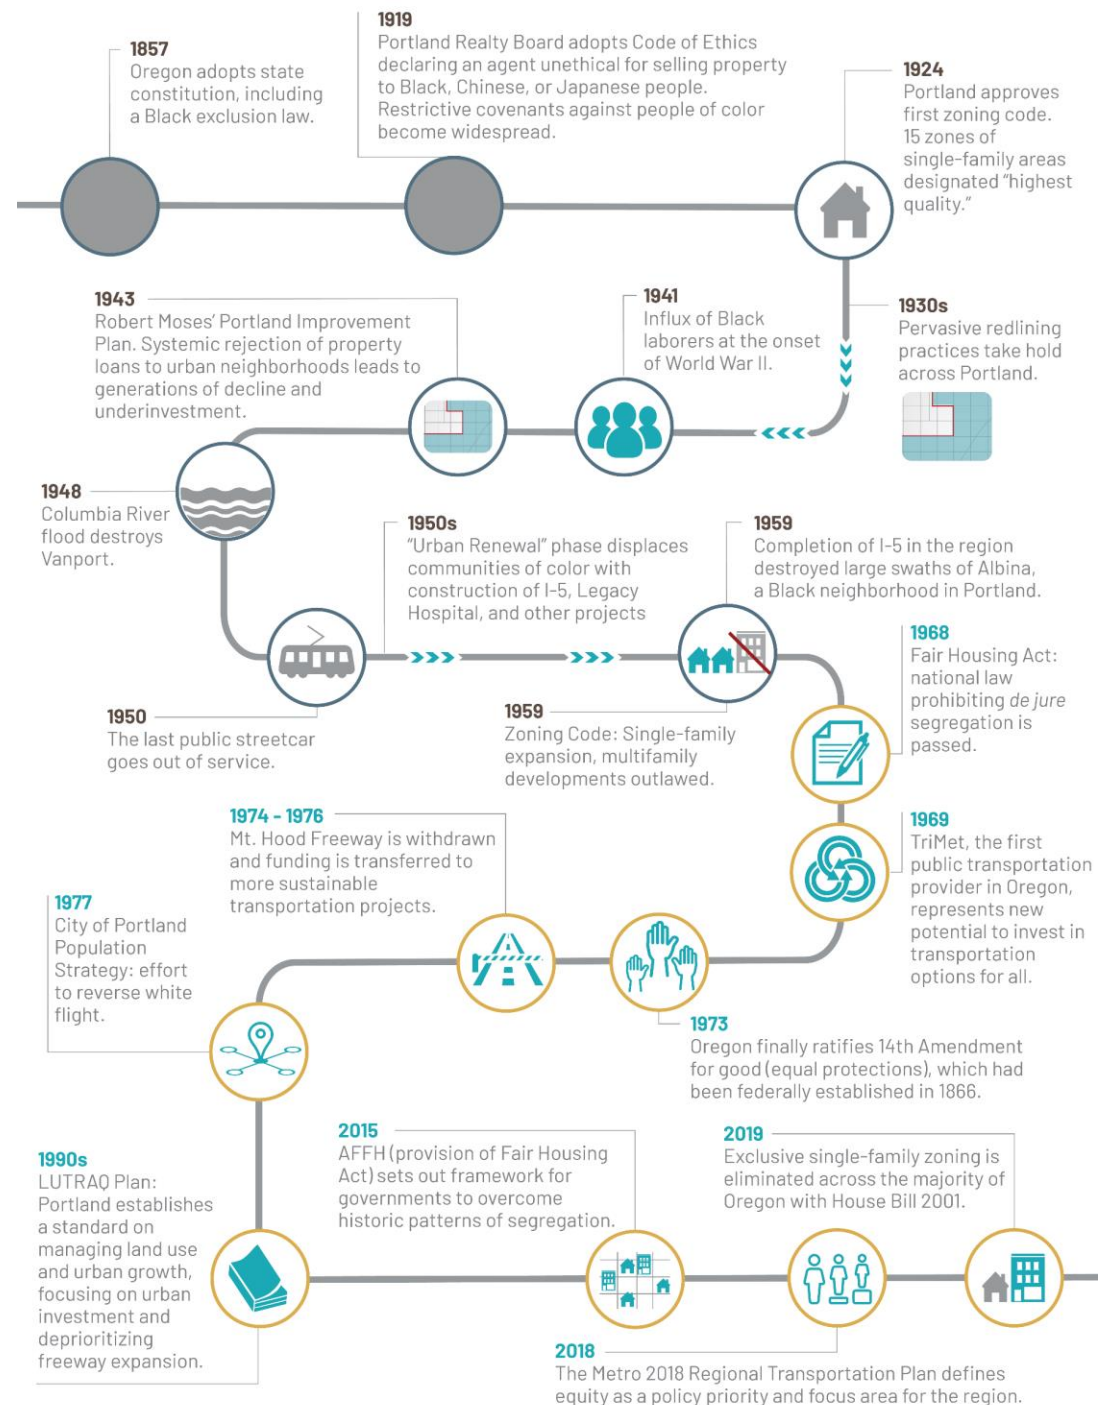 1857
Oregon adopts state
constitution, including
a Black exclusion law.
1919
Portland Realty Board adopts Code of Ethics
declaring an agent unethical for selling property
to Black, Chinese, or Japanese people.
Restrictive covenants against people of color
become widespread.
1924
Portland approves
first zoning code.
15 zones of
single-family areas
designated “highest
quality.”
1930s
Pervasive redlining
practices take hold
across Portland.
1941
Influx of Black
laborers at the onset
of World War II.
1943
Robert Moses’ Portland Improvement
Plan. Systemic rejection of property
loans to urban neighborhoods leads to
generations of decline and
underinvestment.
1948
Columbia River
flood destroys
Vanport.
1950
The last public streetcar
goes out of service.
1950s
“Urban Renewal” phase displaces
communities of color with
construction of I-5, Legacy
Hospital, and other projects
1959
Completion of I-5 in the region
destroyed large swaths of Albina,
a Black neighborhood in Portland.
1959
Zoning Code: Single-family
expansion, multifamily
developments outlawed.
1968
Fair Housing Act:
national law
prohibiting de jure
segregation is
passed.
1969
TriMet, the first
public transportation
provider in Oregon,
represents new
potential to invest in
transportation
options for all.
1973
Oregon finally ratifies 14th Amendment
for good (equal protections), which had
been federally established in 1866.
1974 - 1976
Mt. Hood Freeway is withdrawn
and funding is transferred to
more sustainable
transportation projects.
1977
City of Portland
Population
Strategy: effort
to reverse white
flight.
1990s
LUTRAQ Plan:
Portland establishes
a standard on
managing land use
and urban growth,
focusing on urban
investment and
deprioritizing
freeway expansion.
2015
AFFH (provision of Fair Housing
Act) sets out framework for
governments to overcome
historic patterns of segregation.
2018
The Metro 2018 Regional Transportation Plan defines
equity as a policy priority and focus area for the region.
2019
Exclusive single-family zoning is
eliminated across the majority of
Oregon with House Bill 2001.